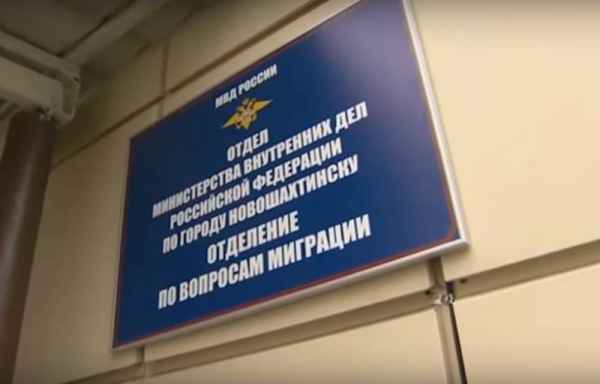 МВД РОССИИ
ОТДЕЛ
МИНИСТЕРСТВА ВНУТРЕННИХ ДЕЛ
РОССИЙСКОЙ ФЕДЕРАЦИИ
ПО ГОРОДУ НОВОШАХТИНСКУ
ОТДЕЛЕНИЕ
ПО ВОПРОСАМ МИГРАЦИИ